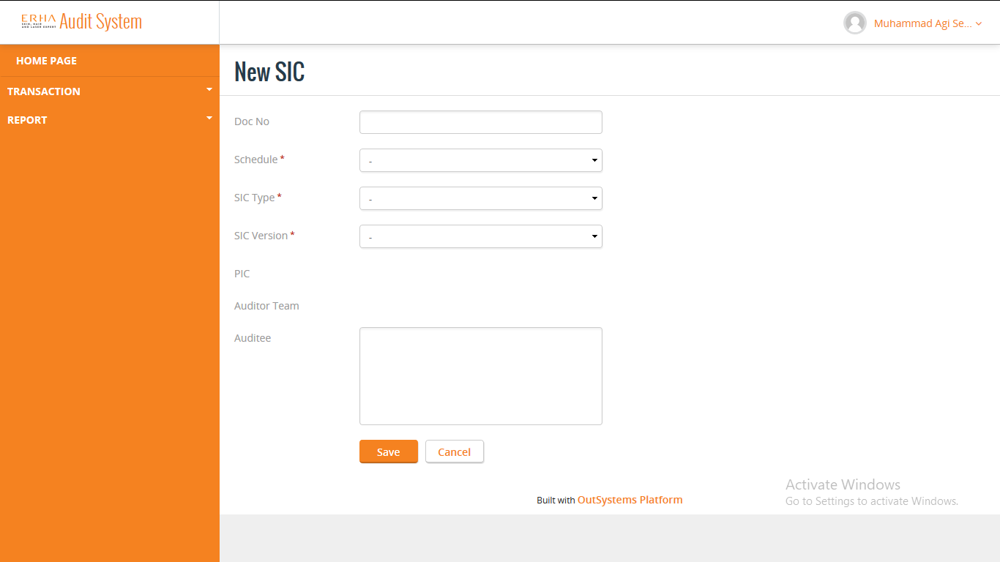 ERHA
SKIN, HAIR
AND LASER EXPERT
Audit System
Muhammad Agi Se...
HOME PAGE
TRANSACTION
REPORT
New SIC
Doc No
Schedule *
-
SIC Type *
-
SIC Version *
-
PIC
Auditor Team
Auditee
Save
Cancel
Built with OutSystems Platform
Activate Windows
Go to Settings to activate Windows.